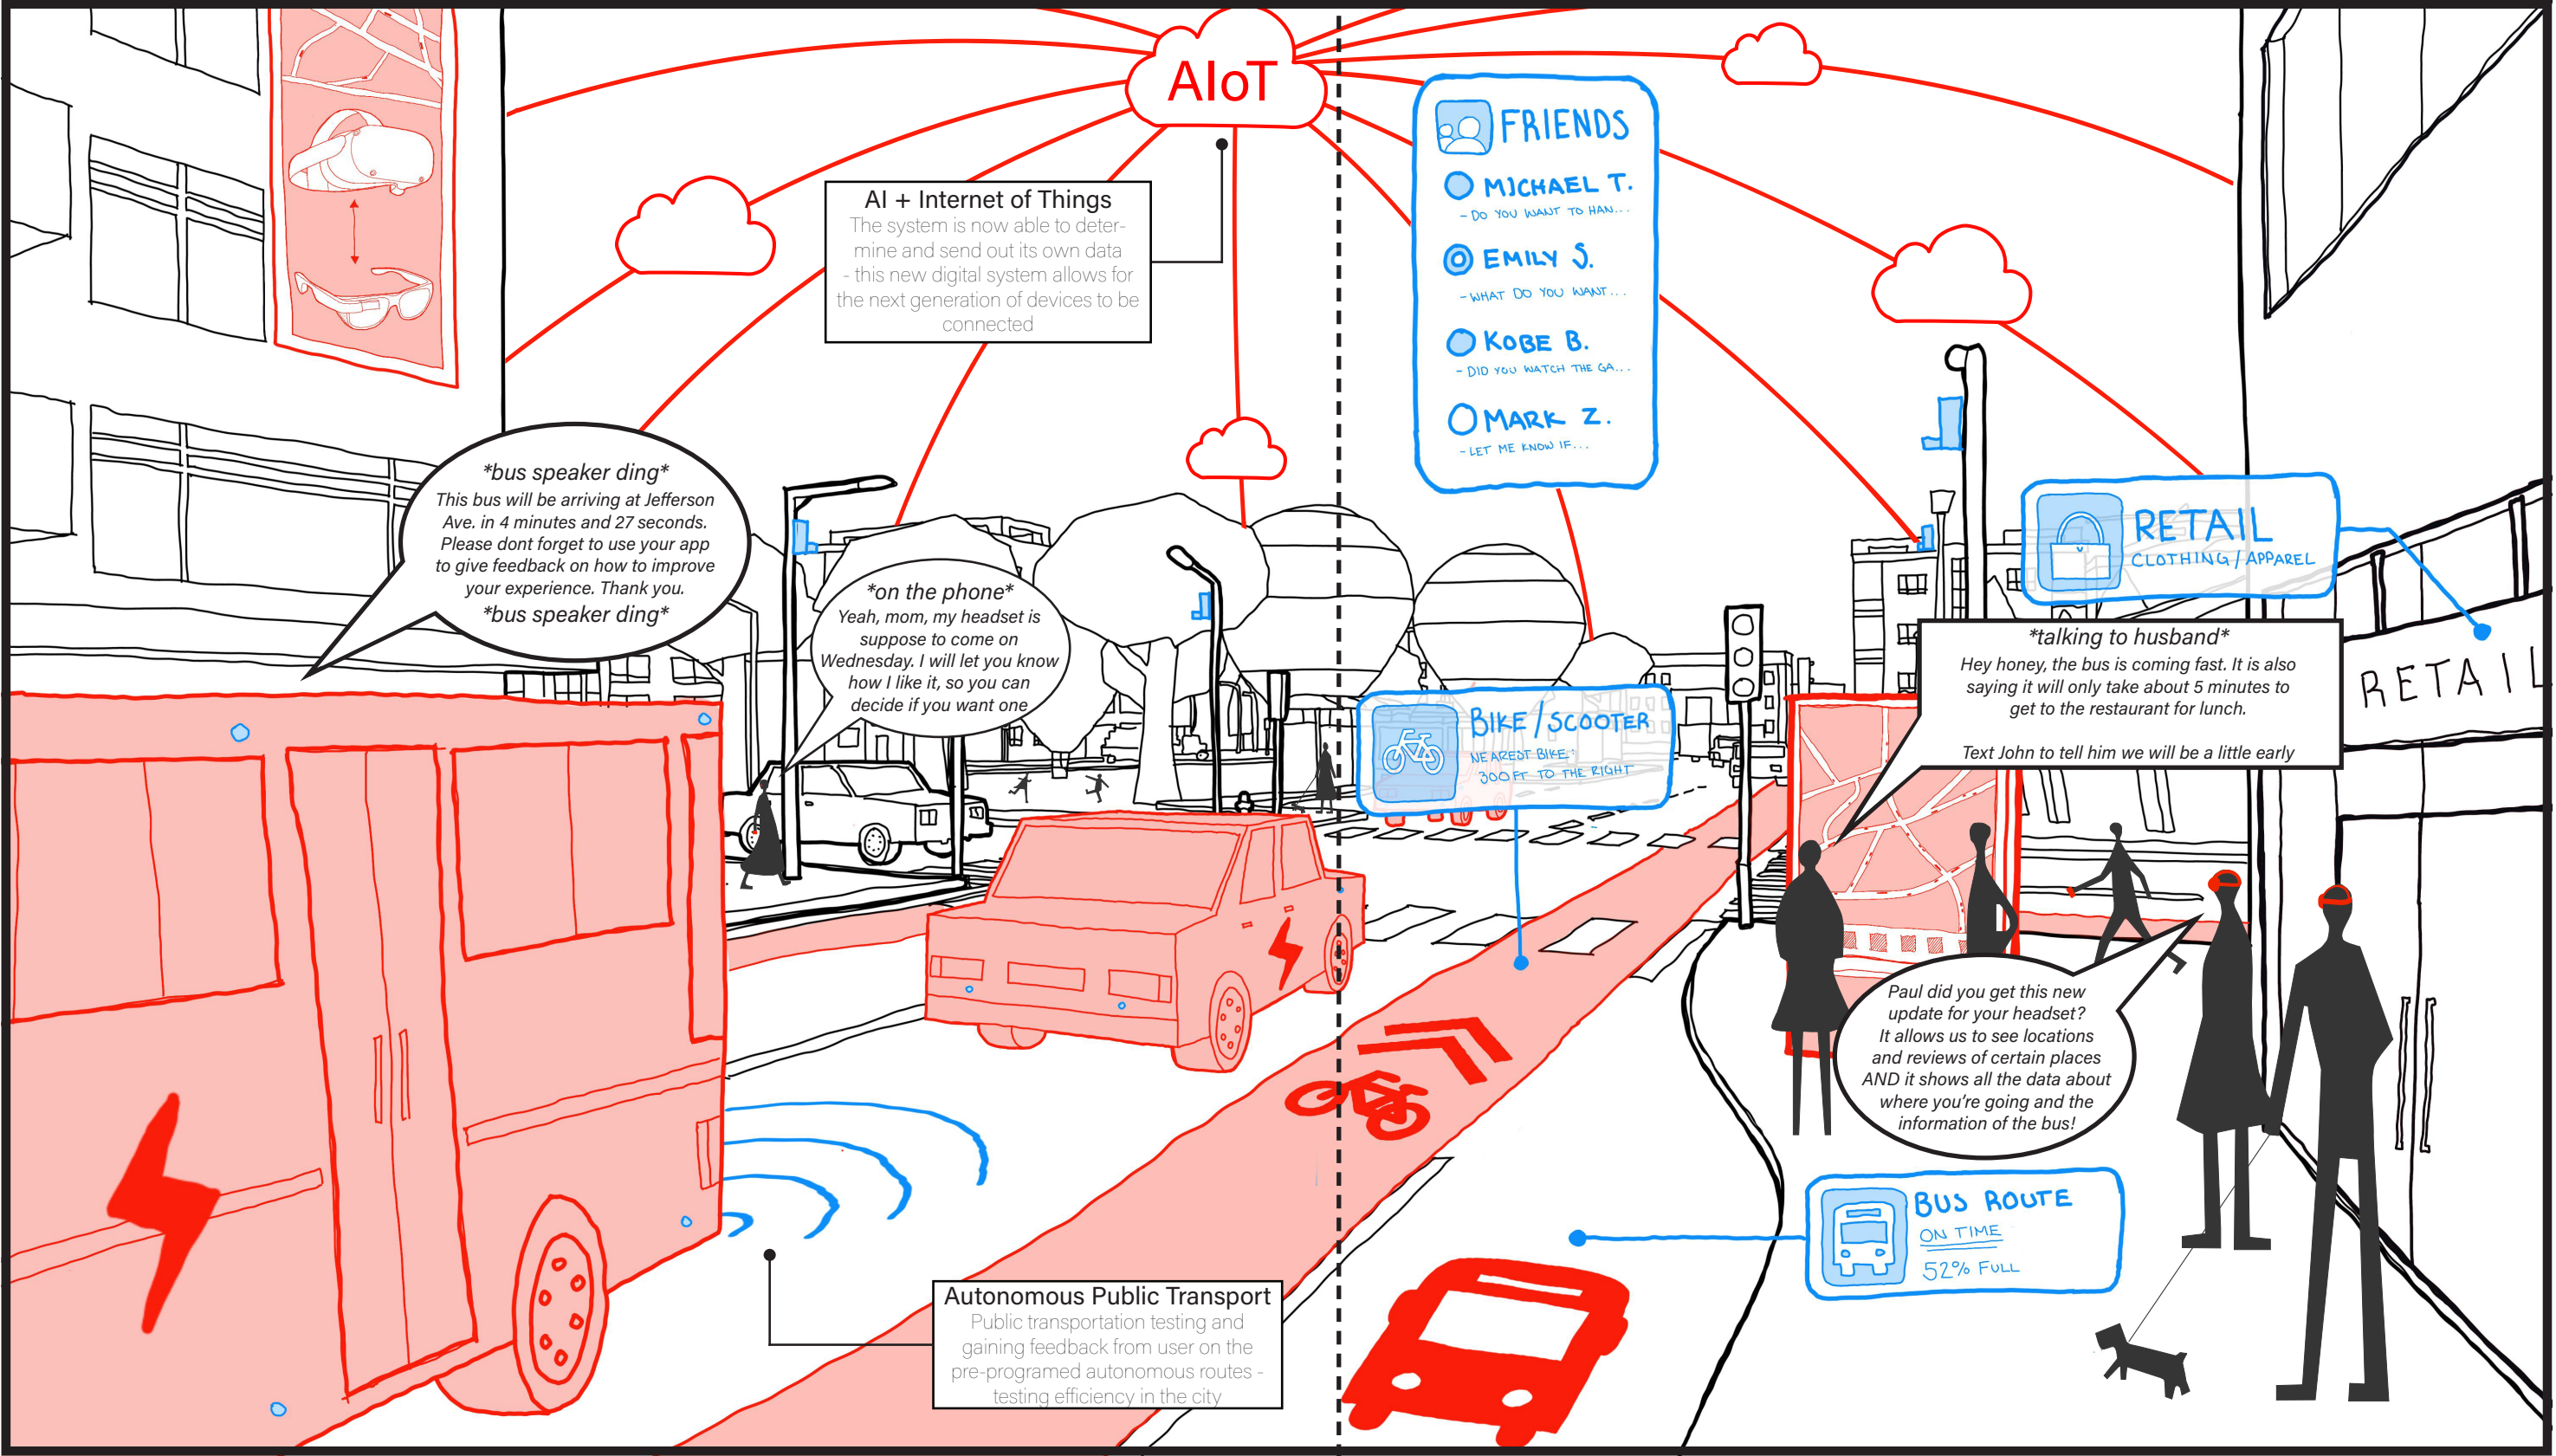 AIoT
AI + Internet of Things
The system is now able to deter-
mine and send out its own data
- this new digital system allows for
the next generation of devices to be
connected
FRIENDS
MICHAEL T.
- DO YOU WANT TO HAN...
EMILY S.
- WHAT DO YOU WANT...
KOBE B.
- DID YOU WATCH THE GA...
MARK Z.
- LET ME KNOW IF...
*bus speaker ding*
This bus will be arriving at Jefferson
Ave. in 4 minutes and 27 seconds.
Please dont forget to use your app
to give feedback on how to improve
your experience. Thank you.
*bus speaker ding*
*on the phone*
Yeah, mom, my headset is
suppose to come on
Wednesday. I will let you know
how I like it, so you can
decide if you want one
RETAIL
CLOTHING / APPAREL
*talking to husband*
Hey honey, the bus is coming fast. It is also
saying it will only take about 5 minutes to
get to the restaurant for lunch.
Text John to tell him we will be a little early
RETAIL
BIKE/SCOOTER
NEAREST BIKE:
300 FT TO THE RIGHT
Paul did you get this new
update for your headset?
It allows us to see locations
and reviews of certain places
AND it shows all the data about
where you're going and the
information of the bus!
BUS ROUTE
ON TIME
52% FULL
Autonomous Public Transport
Public transportation testing and
gaining feedback from user on the
pre-programed autonomous routes -
testing efficiency in the city